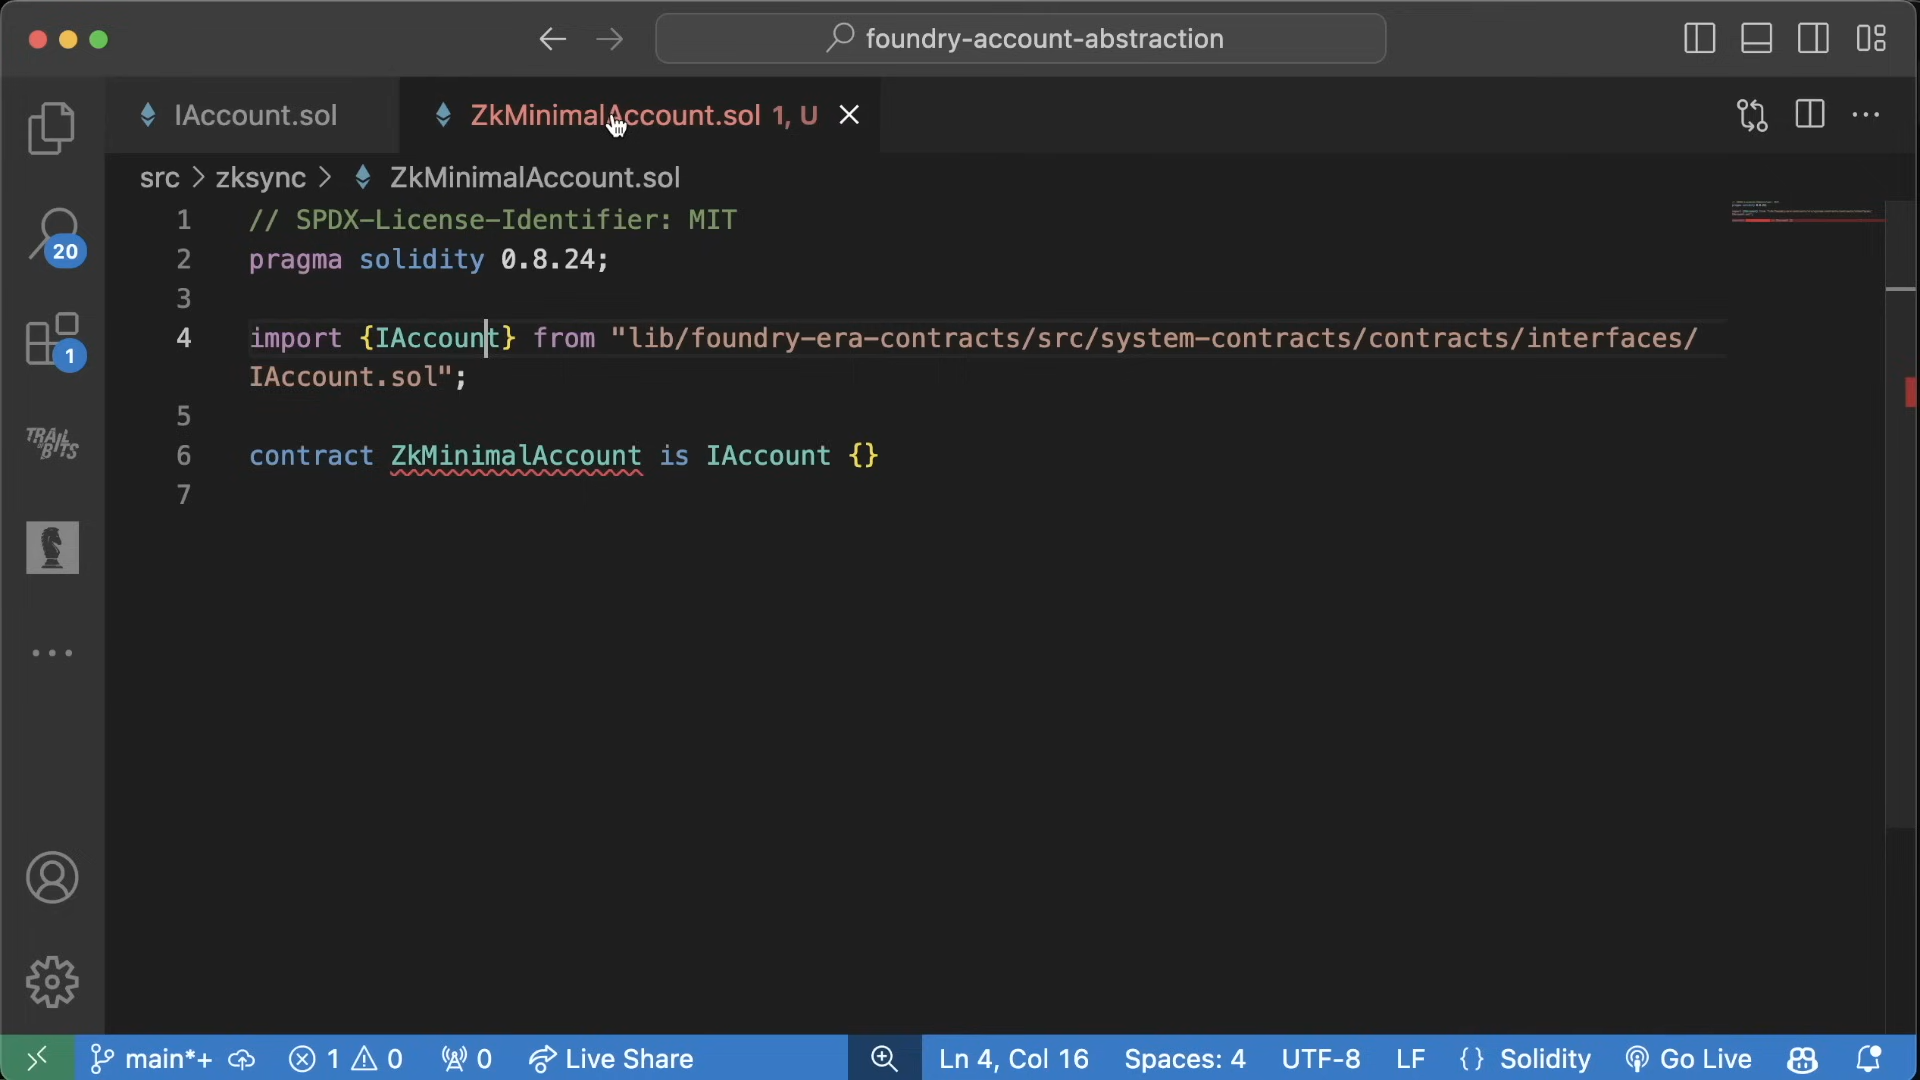 foundry-account-abstraction
IAccount.sol
ZkMinimalAccount.sol 1, U
src > zksync > ZkMinimalAccount.sol
1 // SPDX-License-Identifier: MIT
2 pragma solidity 0.8.24;
3
4 import {IAccount} from "lib/foundry-era-contracts/src/system-contracts/contracts/interfaces/
IAccount.sol";
5
6 contract ZkMinimalAccount is IAccount {}
7
20
1
TRAIL
OF BITS
main*+ 1 0 0 Live Share Ln 4, Col 16 Spaces: 4 UTF-8 LF {} Solidity Go Live